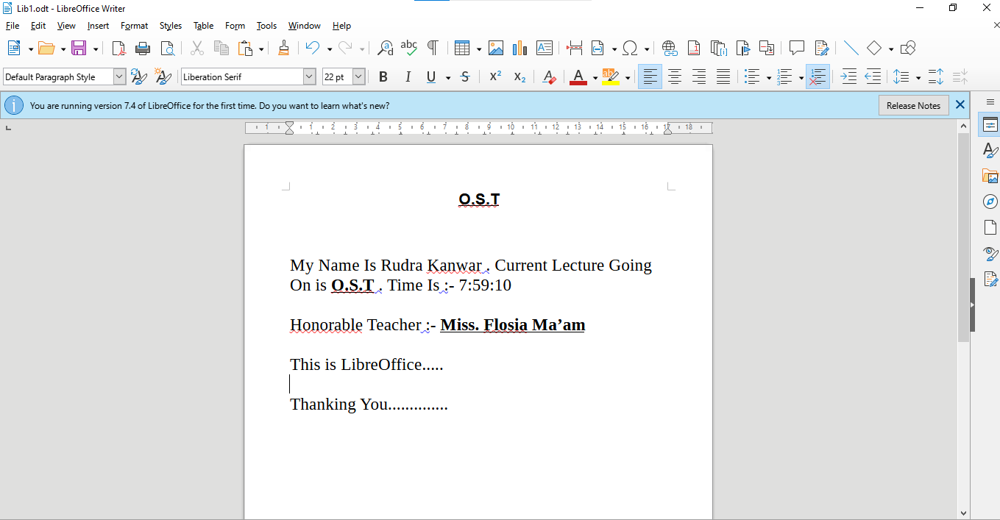 Lib1.odt - LibreOffice Writer
File Edit View Insert Format Styles Table Form Tools Window Help
Default Paragraph Style Liberation Serif 22 pt B I U S X² X₂ A A
You are running version 7.4 of LibreOffice for the first time. Do you want to learn what's new? Release Notes
1 1 2 3 4 5 6 7 8 9 10 11 12 13 14 15 16 17 18
O.S.T
My Name Is Rudra Kanwar . Current Lecture Going
On is O.S.T . Time Is :- 7:59:10
Honorable Teacher :- Miss. Flosia Ma’am
This is LibreOffice.....
Thanking You..............